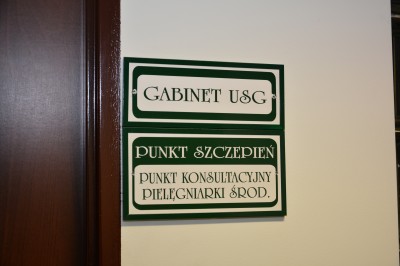 GABINET USG
PUNKT SZCZEPIEŃ
PUNKT KONSULTACYJNY
PIELĘGNIARKI ŚROD.